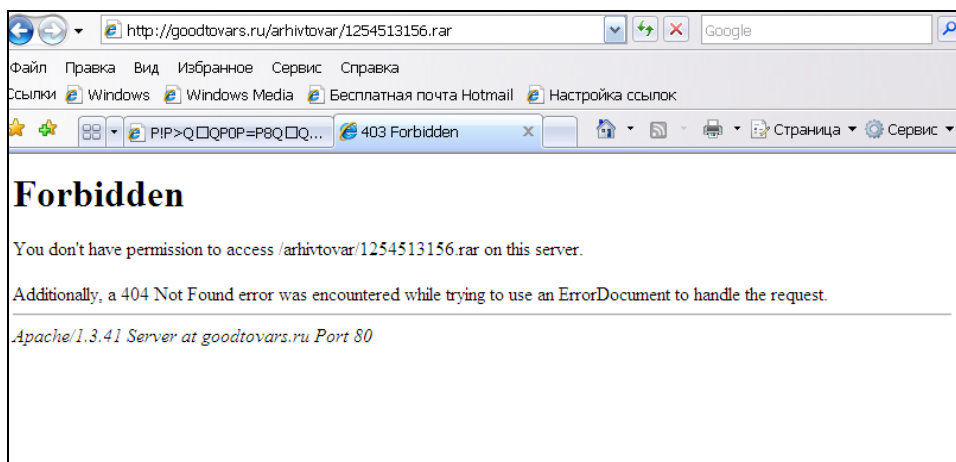 http://goodtovars.ru/arhivtovar/1254513156.rar
Google
Файл Правка Вид Избранное Сервис Справка
Ссылки Windows Windows Media Бесплатная почта Hotmail Настройка ссылок
P!P>Q□QP0P=P8Q□Q... 403 Forbidden Страница Сервис
Forbidden
You don't have permission to access /arhivtovar/1254513156.rar on this server.
Additionally, a 404 Not Found error was encountered while trying to use an ErrorDocument to handle the request.
Apache/1.3.41 Server at goodtovars.ru Port 80